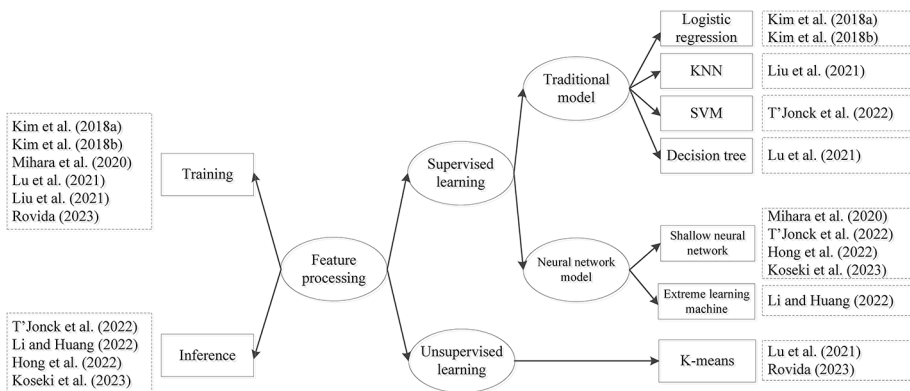 Kim et al. (2018a)
Kim et al. (2018b)
Mihara et al. (2020)
Lu et al. (2021)
Liu et al. (2021)
Rovida (2023)
Training
T’Jonck et al. (2022)
Li and Huang (2022)
Hong et al. (2022)
Koseki et al. (2023)
Inference
Feature
processing
Supervised
learning
Unsupervised
learning
Traditional
model
Neural network
model
Logistic
regression
Kim et al. (2018a)
Kim et al. (2018b)
KNN
Liu et al. (2021)
SVM
T’Jonck et al. (2022)
Decision tree
Lu et al. (2021)
Shallow neural
network
Mihara et al. (2020)
T’Jonck et al. (2022)
Hong et al. (2022)
Koseki et al. (2023)
Extreme learning
machine
Li and Huang (2022)
K-means
Lu et al. (2021)
Rovida (2023)